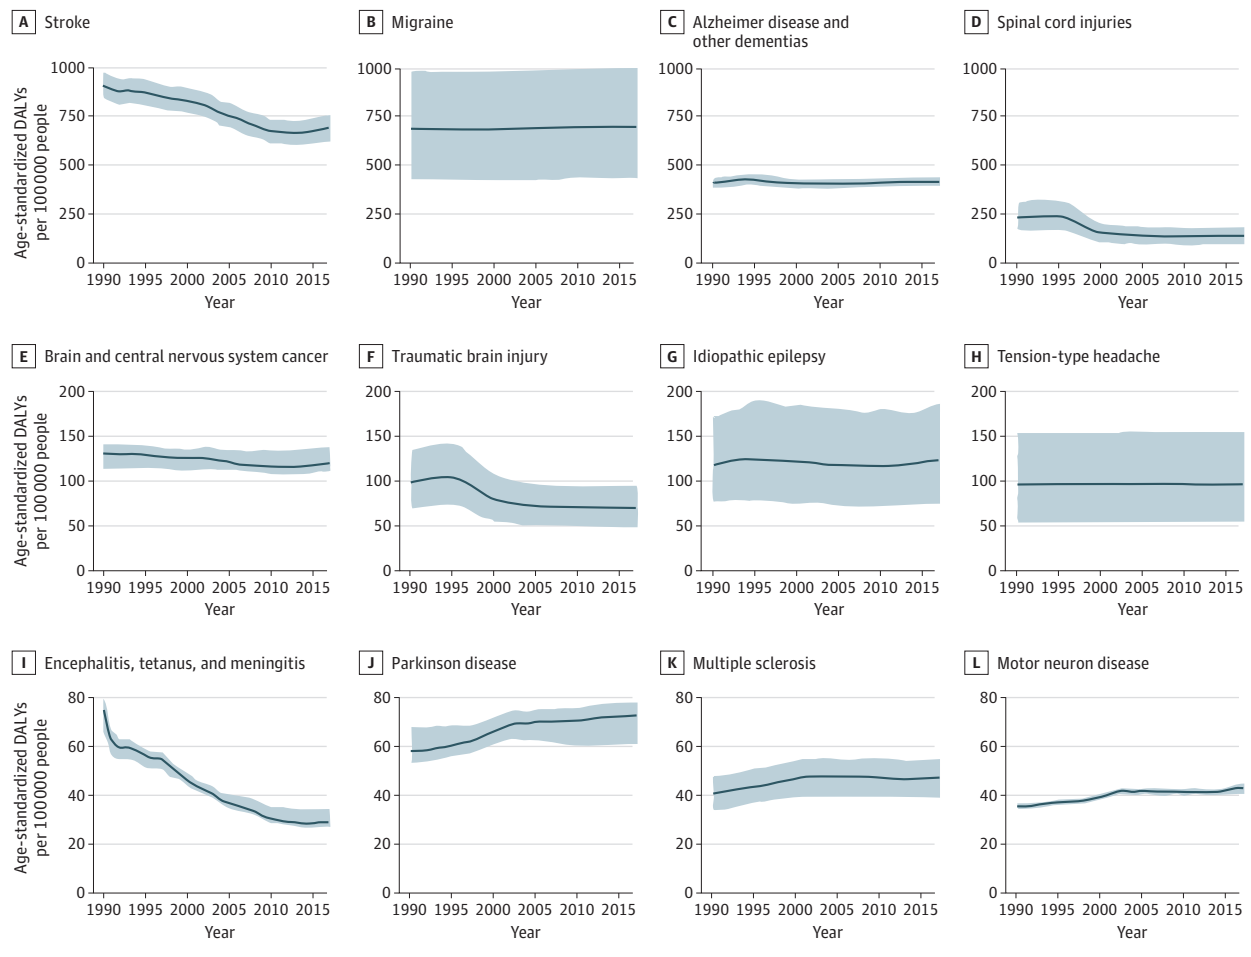 A Stroke
Age-standardized DALYs
per 100 000 people
1000
750
500
250
0
1990 1995 2000 2005 2010 2015
Year
B Migraine
1000
750
500
250
0
1990 1995 2000 2005 2010 2015
Year
C Alzheimer disease and
other dementias
1000
750
500
250
0
1990 1995 2000 2005 2010 2015
Year
D Spinal cord injuries
1000
750
500
250
0
1990 1995 2000 2005 2010 2015
Year
E Brain and central nervous system cancer
Age-standardized DALYs
per 100 000 people
200
150
100
50
0
1990 1995 2000 2005 2010 2015
Year
F Traumatic brain injury
200
150
100
50
0
1990 1995 2000 2005 2010 2015
Year
G Idiopathic epilepsy
200
150
100
50
0
1990 1995 2000 2005 2010 2015
Year
H Tension-type headache
200
150
100
50
0
1990 1995 2000 2005 2010 2015
Year
I Encephalitis, tetanus, and meningitis
Age-standardized DALYs
per 100 000 people
80
60
40
20
0
1990 1995 2000 2005 2010 2015
Year
J Parkinson disease
80
60
40
20
0
1990 1995 2000 2005 2010 2015
Year
K Multiple sclerosis
80
60
40
20
0
1990 1995 2000 2005 2010 2015
Year
L Motor neuron disease
80
60
40
20
0
1990 1995 2000 2005 2010 2015
Year